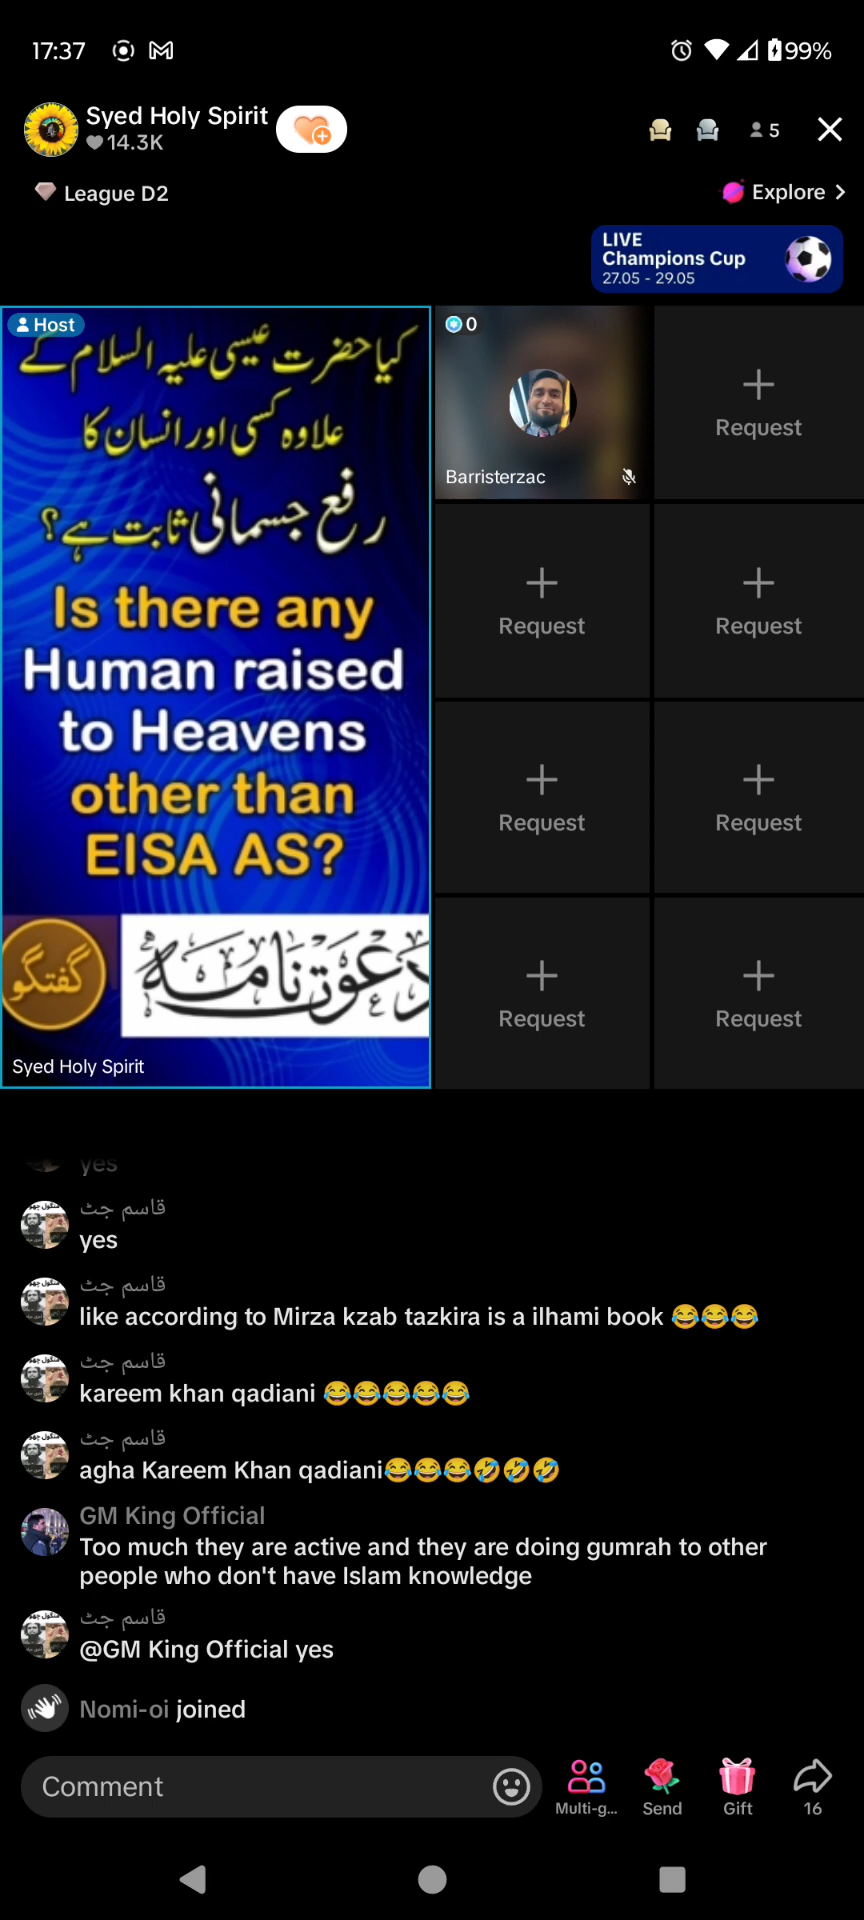 17:37
99%
Syed Holy Spirit
14.3K
5
League D2
Explore
LIVE
Champions Cup
27.05 - 29.05
Host
کیا حضرت عیسی علیہ السلام کے
علاوہ کسی اور انسان کا
رفع جسمانی ثابت ہے؟
Is there any
Human raised
to Heavens
other than
EISA AS?
گفتگو
دعوت نامہ
Syed Holy Spirit
0
Barristerzac
Request
Request
Request
Request
Request
Request
Request
yes
قاسم جٹ
yes
قاسم جٹ
like according to Mirza kzab tazkira is a ilhami book 😂😂😂
قاسم جٹ
kareem khan qadiani 😂😂😂😂😂
قاسم جٹ
agha Kareem Khan qadiani😂😂😂🤣🤣🤣
GM King Official
Too much they are active and they are doing gumrah to other
people who don't have Islam knowledge
قاسم جٹ
@GM King Official yes
Nomi-oi joined
Comment
Multi-g...
Send
Gift
16